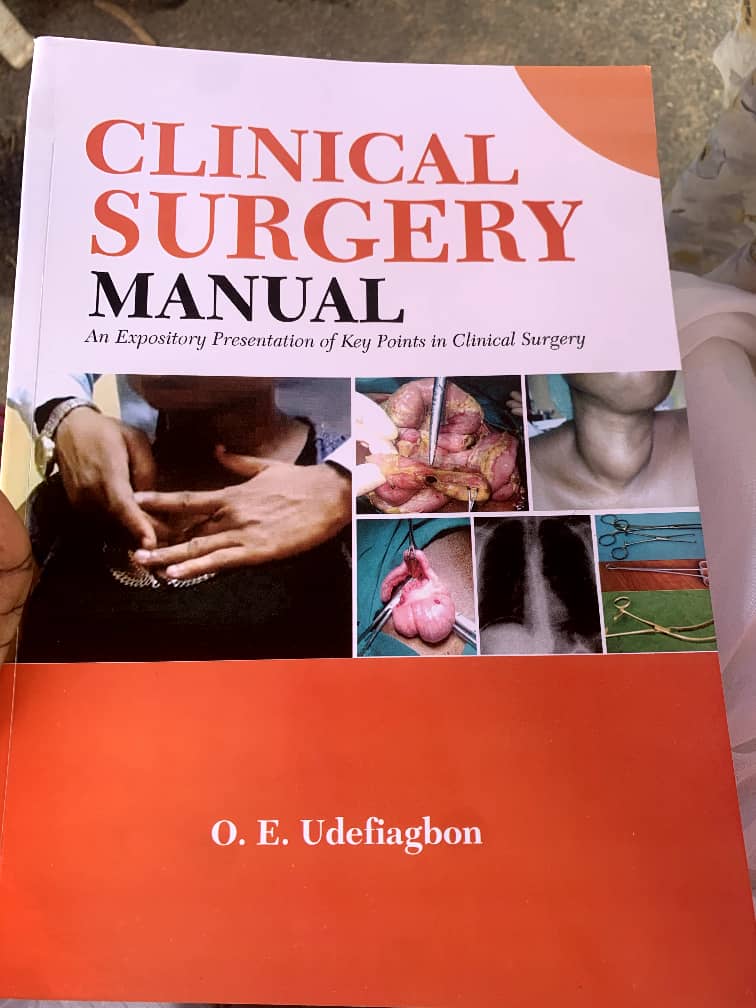 CLINICAL
SURGERY
MANUAL
An Expository Presentation of Key Points in Clinical Surgery
O. E. Udefiagbon